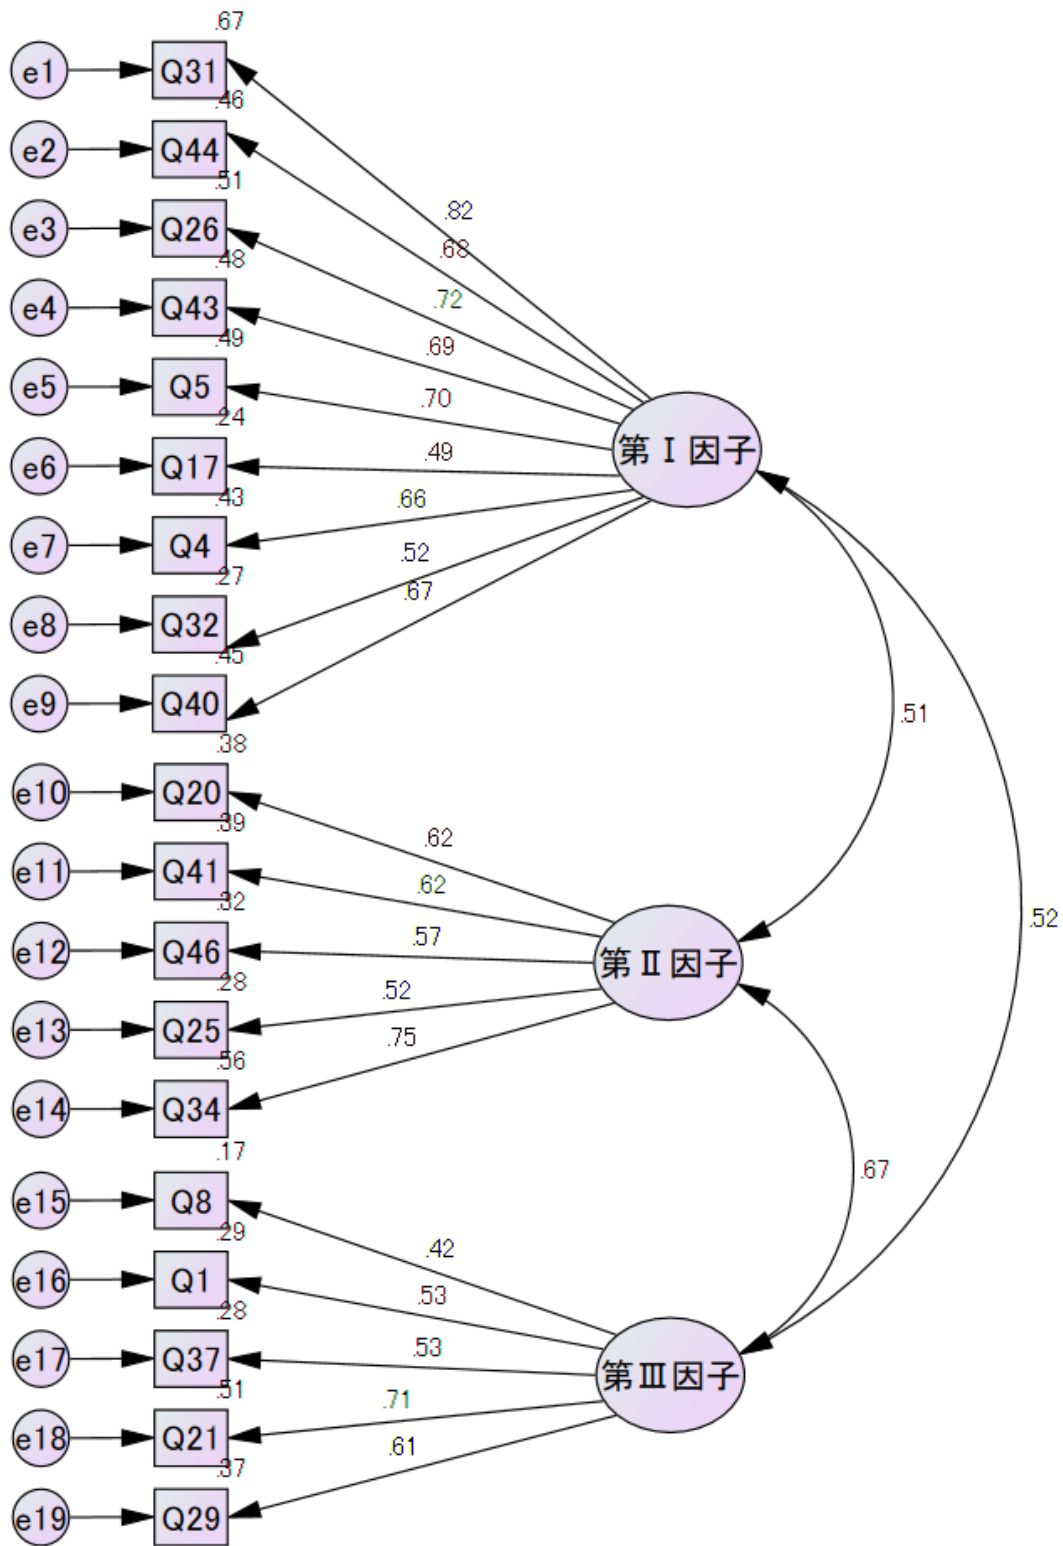 .67
e1 Q31
.46
e2 Q44
.51
.82
e3 Q26
.68
.48
.72
e4 Q43
.49
.69
e5 Q5
.70
.24
第Ⅰ因子
.49
e6 Q17
.43
.66
e7 Q4
.52
.27
.67
e8 Q32
.45
e9 Q40
.51
.38
e10 Q20
.39
.62
e11 Q41
.62
.32
.52
.57
e12 Q46
第Ⅱ因子
.28
.52
e13 Q25
.75
.56
e14 Q34
.17
.67
e15 Q8
.29
.42
e16 Q1
.53
.28
.53
e17 Q37
第Ⅲ因子
.51
.71
e18 Q21
.61
.37
e19 Q29